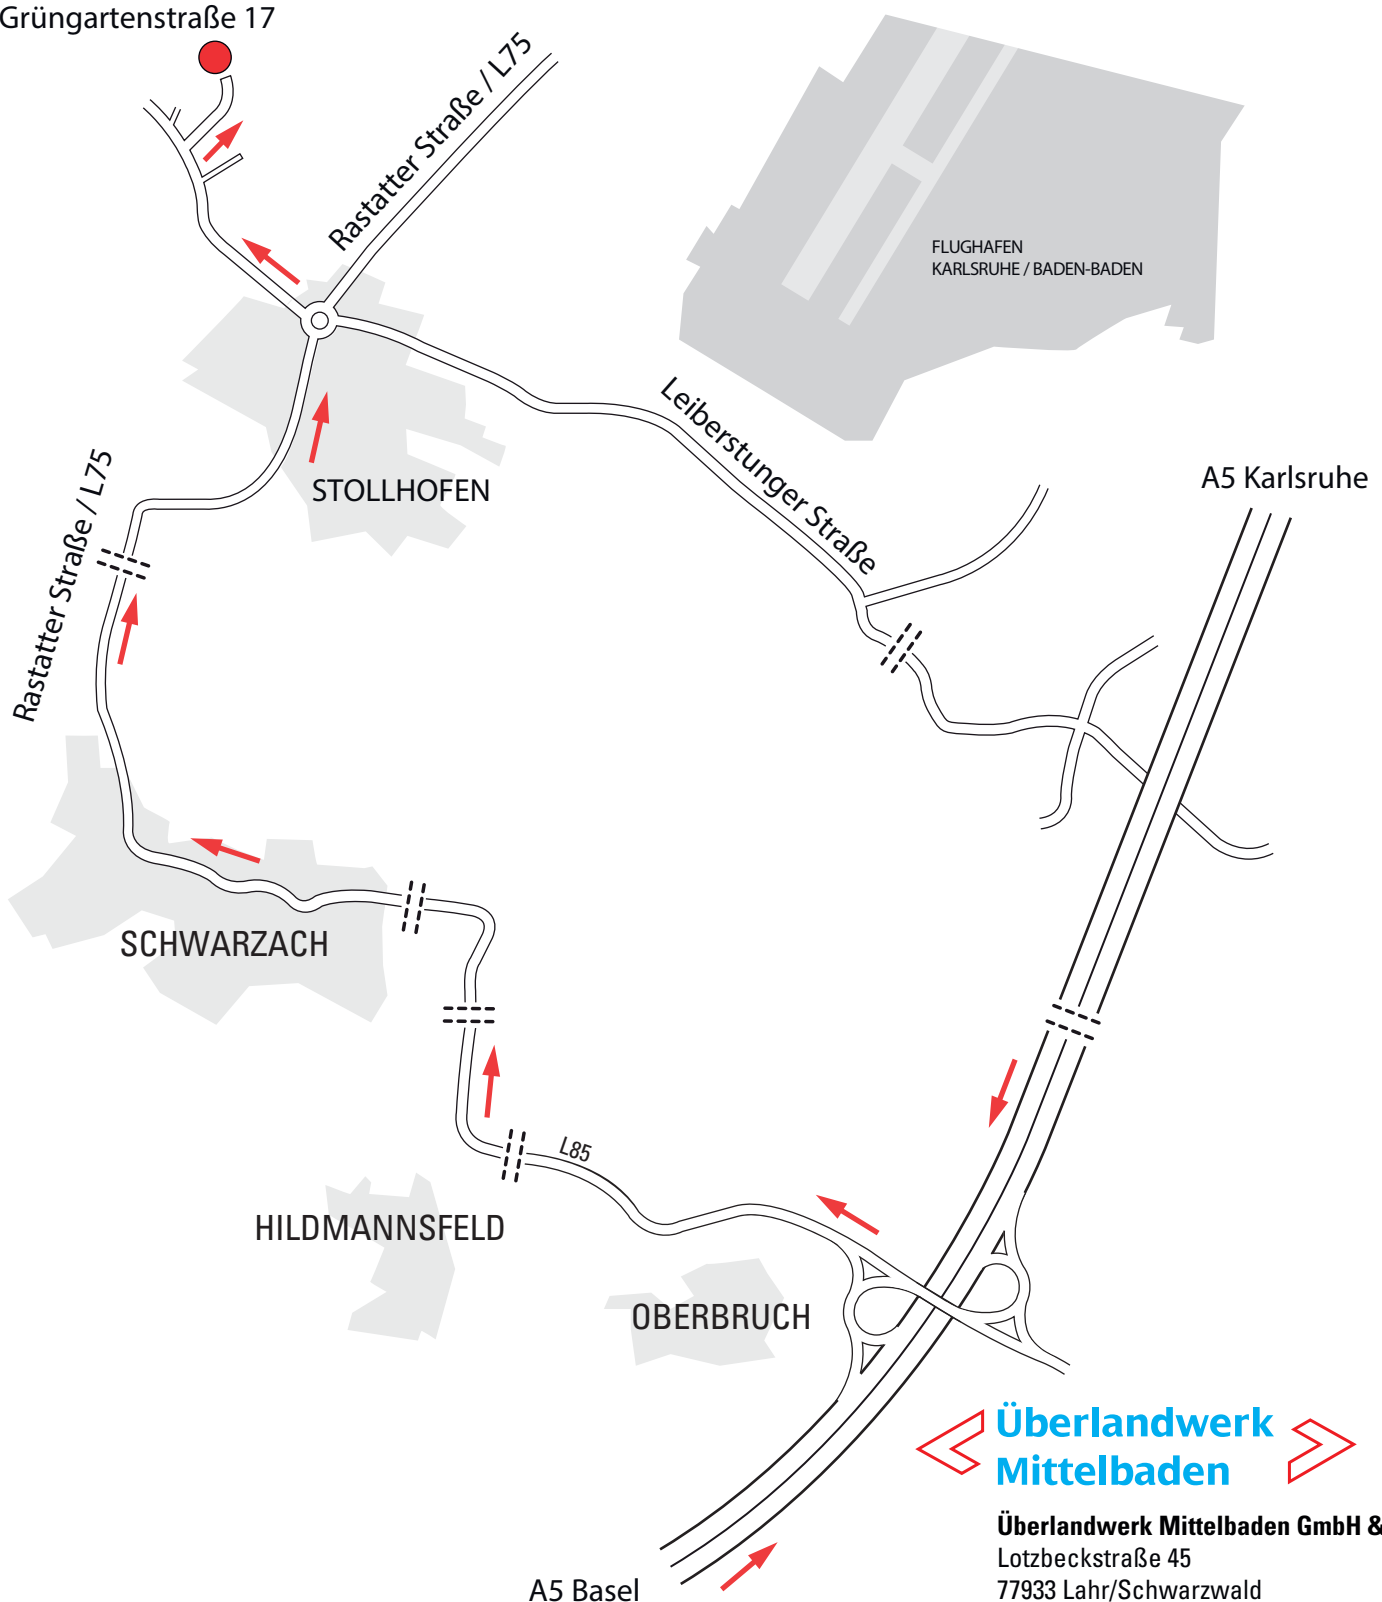 Grüngartenstraße 17
Rastatter Straße / L75
FLUGHAFEN
KARLSRUHE / BADEN-BADEN
Leiberstunger Straße
A5 Karlsruhe
STOLLHOFEN
Rastatter Straße / L75
SCHWARZACH
L85
HILDMANNSFELD
OBERBRUCH
Überlandwerk
Mittelbaden
Überlandwerk Mittelbaden GmbH &
Lotzbeckstraße 45
77933 Lahr/Schwarzwald
A5 Basel